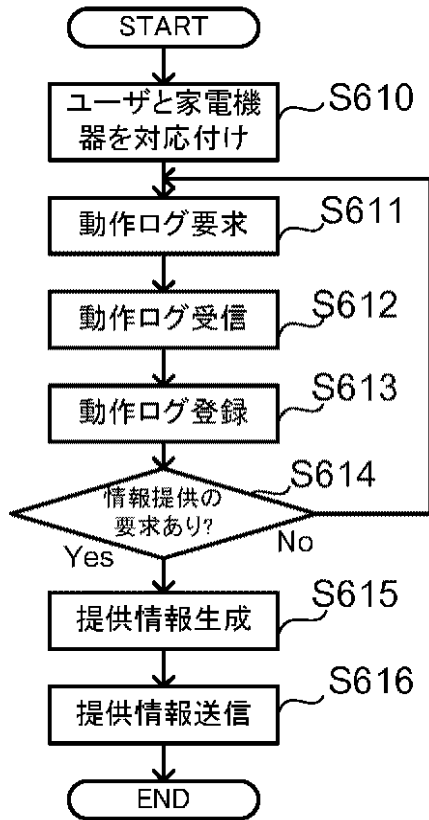 START
ユーザと家電機
器を対応付け
S610
動作ログ要求
S611
動作ログ受信
S612
動作ログ登録
S613
情報提供の
要求あり?
S614
Yes
No
提供情報生成
S615
提供情報送信
S616
END